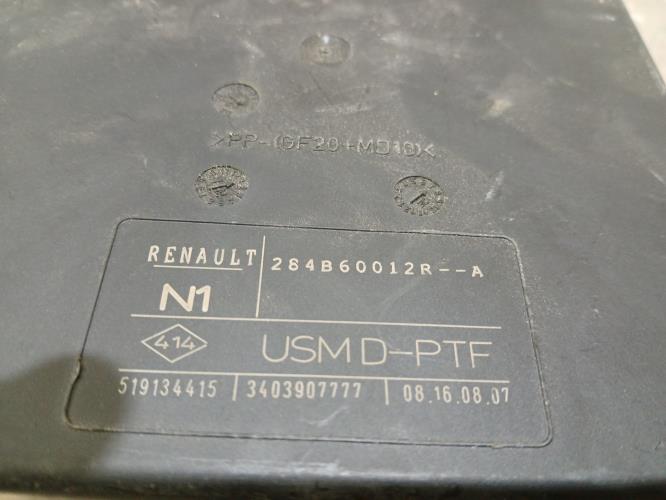 >PP-(GF20+MD10)<
RENAULT 284B60012R--A
N1
414 USM D-PTF
519134415 3403907777 08.16.08.07